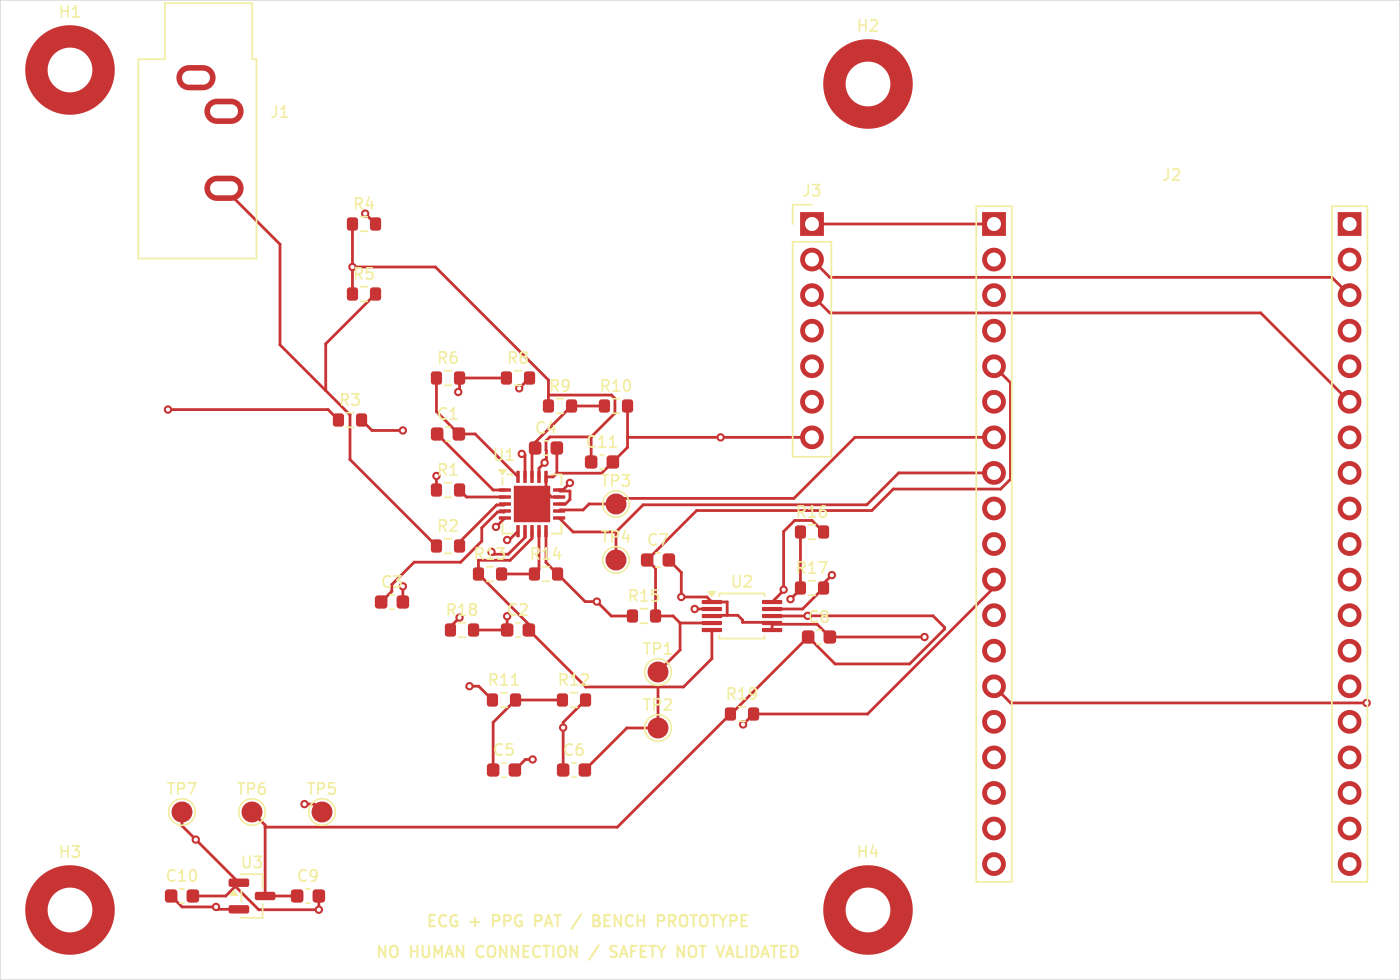 H1
H2
J1
J2
J3
R4
R5
R6
R8
R9
R10
R3
C1
C4
C11
U1
R1
TP3
R16
R2
TP4
R13
R14
C7
C3
R17
U2
R18
C2
R15
C8
TP1
R11
R12
R19
TP2
C5
C6
TP7
TP6
TP5
H3
H4
U3
C10
C9
ECG + PPG PAT / BENCH PROTOTYPE
NO HUMAN CONNECTION / SAFETY NOT VALIDATED